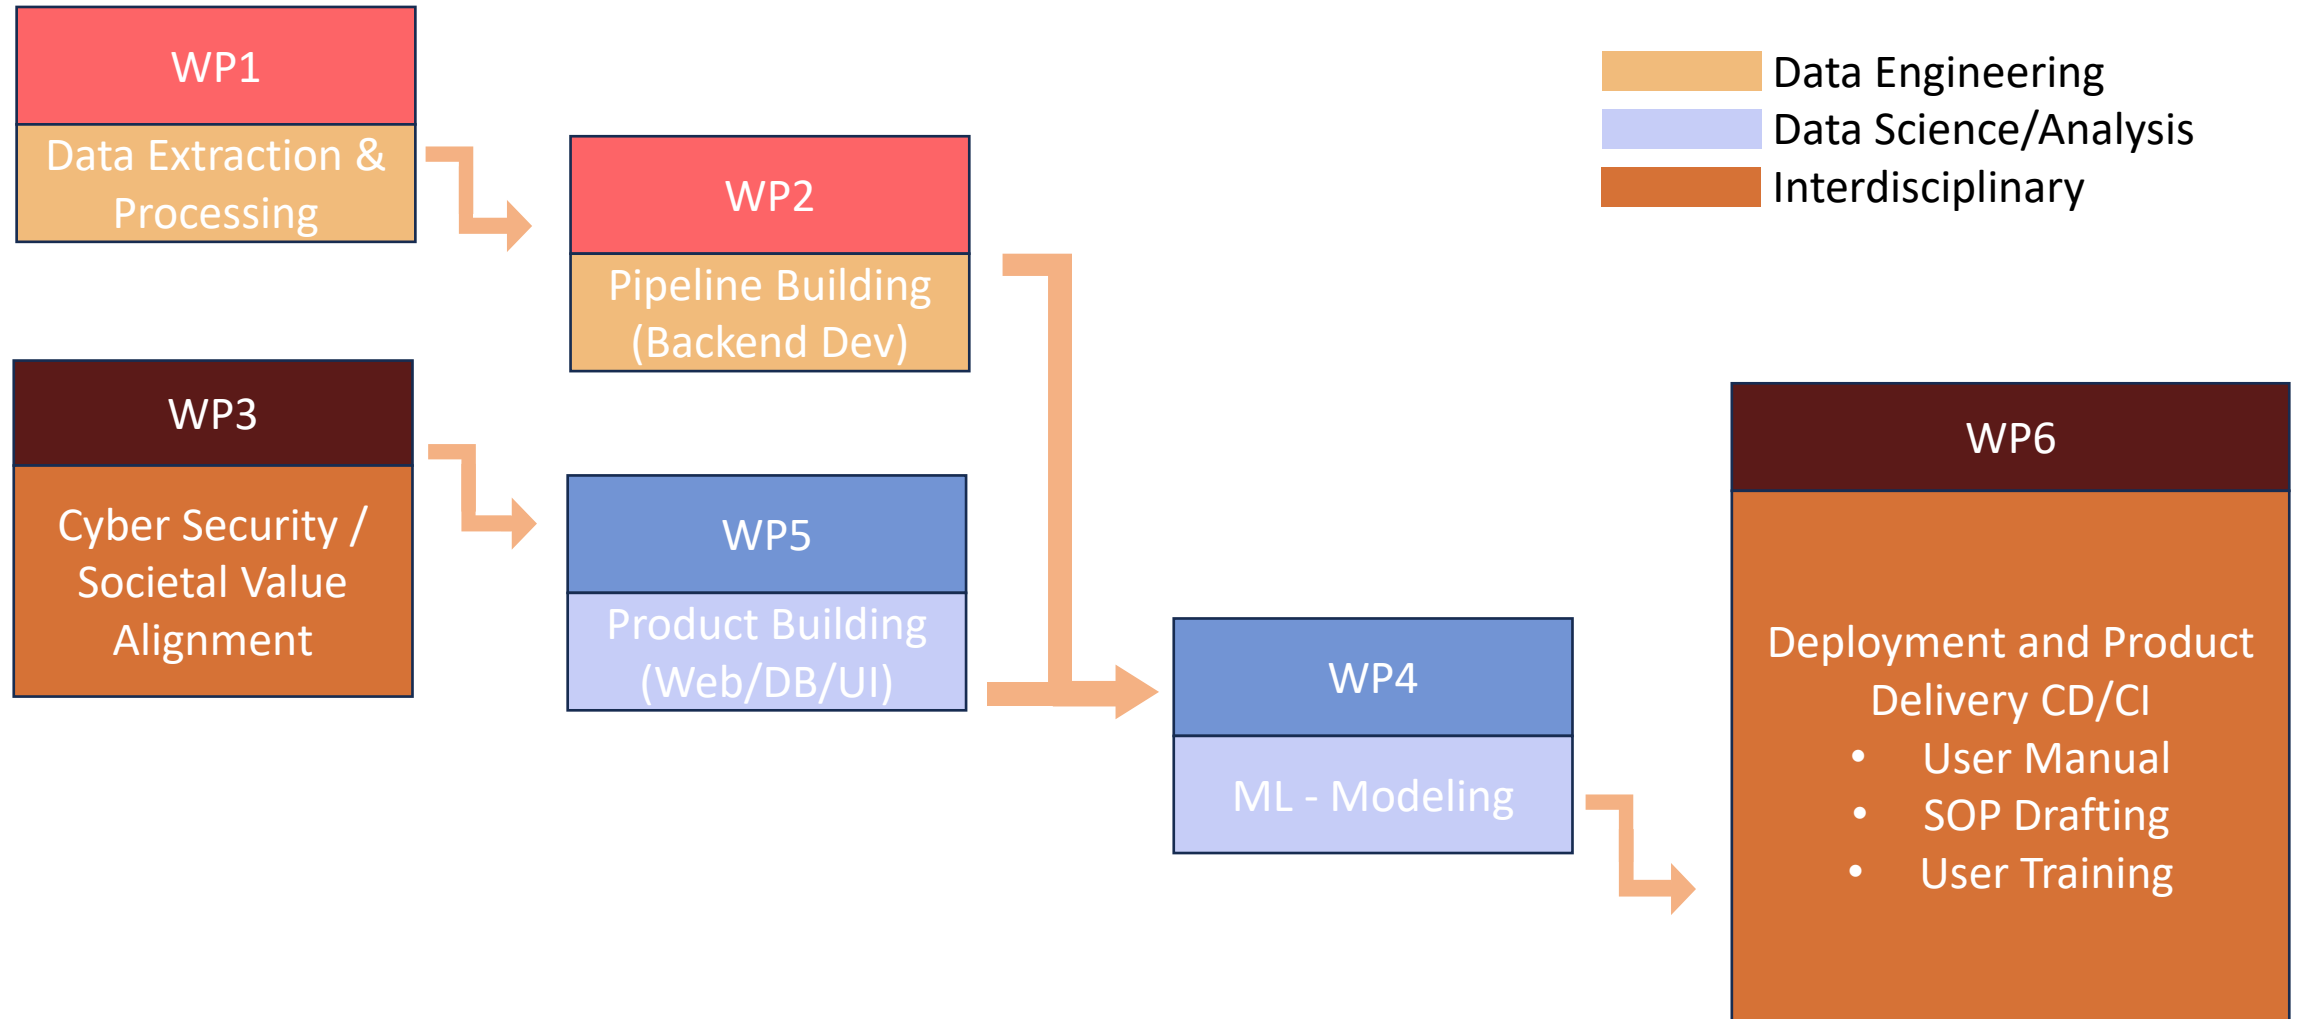 WP1
Data Extraction &
Processing
WP2
Pipeline Building
(Backend Dev)
Data Engineering
Data Science/Analysis
Interdisciplinary
WP3
Cyber Security /
Societal Value
Alignment
WP5
Product Building
(Web/DB/UI)
WP4
ML - Modeling
WP6
Deployment and Product
Delivery CD/CI
• User Manual
• SOP Drafting
• User Training